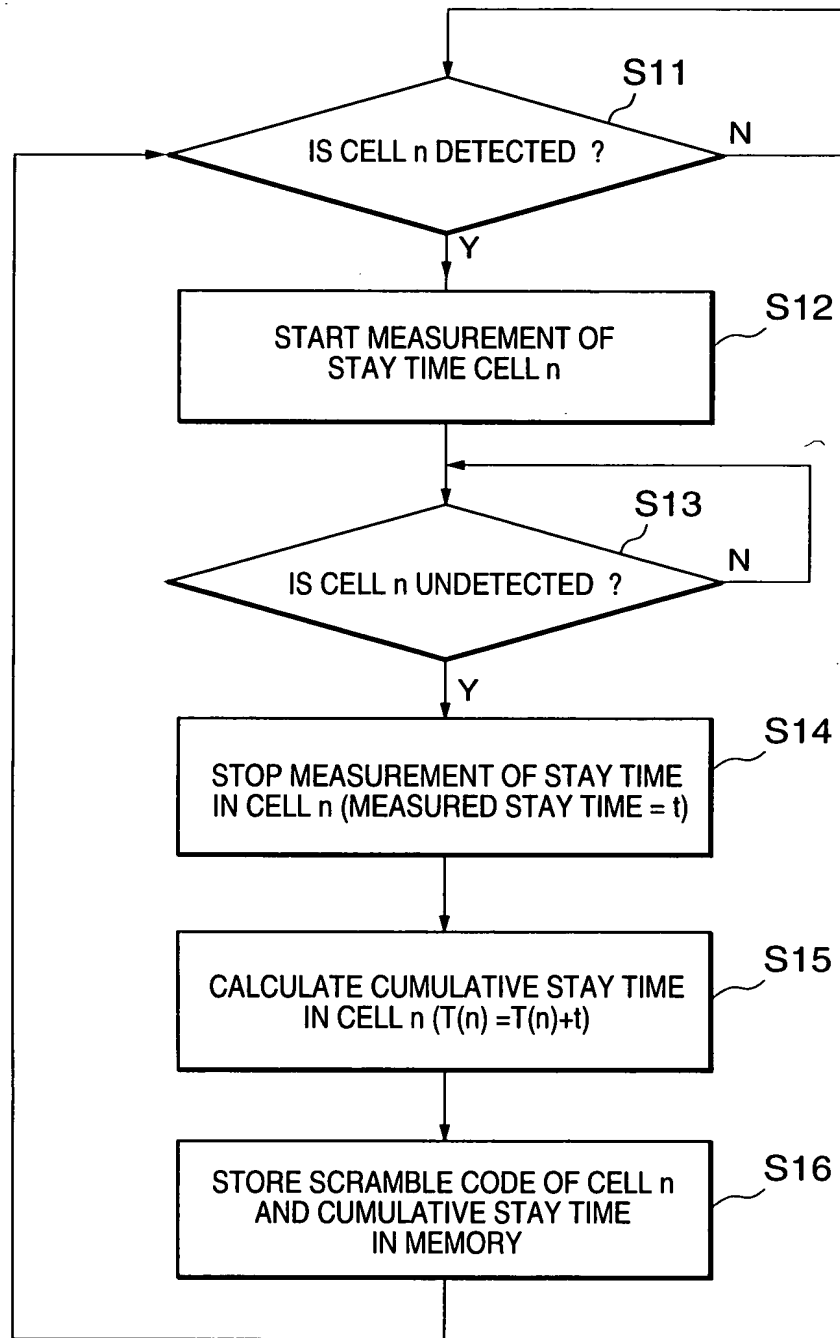 S11
IS CELL n DETECTED ?
N
Y
S12
START MEASUREMENT OF
STAY TIME CELL n
S13
IS CELL n UNDETECTED ?
N
Y
S14
STOP MEASUREMENT OF STAY TIME
IN CELL n (MEASURED STAY TIME = t)
S15
CALCULATE CUMULATIVE STAY TIME
IN CELL n (T(n) =T(n)+t)
S16
STORE SCRAMBLE CODE OF CELL n
AND CUMULATIVE STAY TIME
IN MEMORY